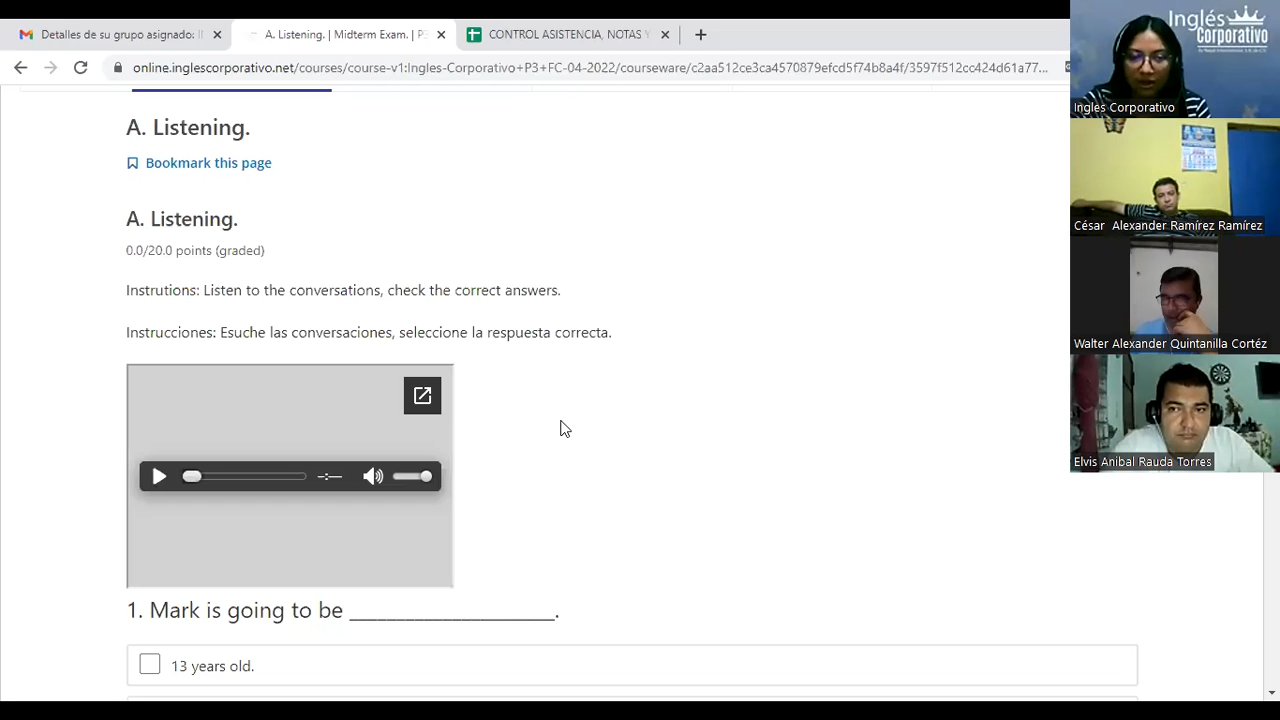 Detalles de su grupo asignado: I
A. Listening. | Midterm Exam. | P3
CONTROL ASISTENCIA, NOTAS Y
online.inglescorporativo.net/courses/course-v1:Ingles-Corporativo+P3+FC-04-2022/courseware/c2aa512ce3ca4570879efcd5f74b8a4f/3597f512cc424d61a77...
A. Listening.
Bookmark this page
A. Listening.
0.0/20.0 points (graded)
Instrutions: Listen to the conversations, check the correct answers.
Instrucciones: Esuche las conversaciones, seleccione la respuesta correcta.
-:--
1. Mark is going to be ____________________.
13 years old.
Inglés
Corporativo
Ingles Corporativo
César Alexander Ramírez Ramírez
Walter Alexander Quintanilla Cortéz
Elvis Anibal Rauda Torres